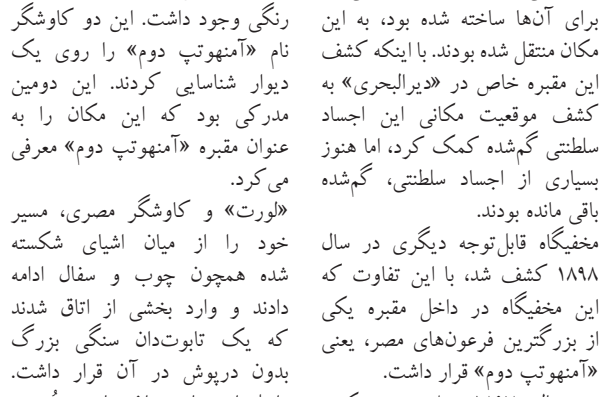 برای آن‌ها ساخته شده بود، به این
مکان منتقل شده بودند. با اینکه کشف
این مقبره خاص در «دیرالبحری» به
کشف موقعیت مکانی این اجساد
سلطنتی گم‌شده کمک کرد، اما هنوز
بسیاری از اجساد سلطنتی، گم‌شده
باقی مانده بودند.
مخفیگاه قابل‌توجه دیگری در سال
۱۸۹۸ کشف شد، با این تفاوت که
این مخفیگاه در داخل مقبره یکی
از بزرگترین فرعون‌های مصر، یعنی
«آمنهوتپ دوم» قرار داشت.
رنگی وجود داشت. این دو کاوشگر
نام «آمنهوتپ دوم» را روی یک
دیوار شناسایی کردند. این دومین
مدرکی بود که این مکان را به
عنوان مقبره «آمنهوتپ دوم» معرفی
می‌کرد.
«لورت» و کاوشگر مصری، مسیر
خود را از میان اشیای شکسته
شده همچون چوب و سفال ادامه
دادند و وارد بخشی از اتاق شدند
که یک تابوت‌دان سنگی بزرگ
بدون درپوش در آن قرار داشت.